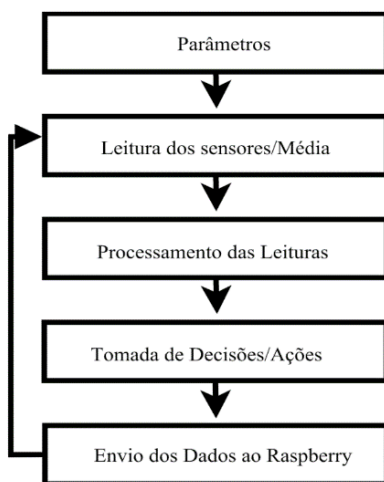 Parâmetros
Leitura dos sensores/Média
Processamento das Leituras
Tomada de Decisões/Ações
Envio dos Dados ao Raspberry